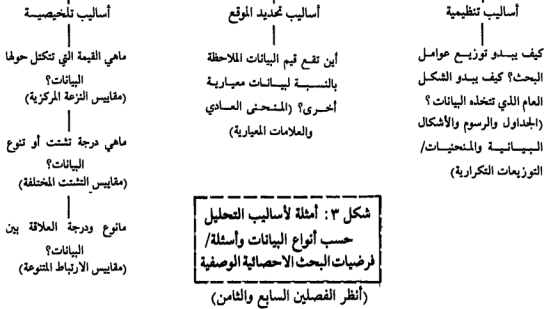 أساليب تنظيمية
كيف يبدو توزيع عوامل
البحث؟ كيف يبدو الشكل
العام الذي تتخذه البيانات؟
(الجداول والرسوم والأشكال
البيانية والمنحنيات/
التوزيعات التكرارية)
أساليب تحديد الموقع
أين تقع قيم البيانات الملاحظة
بالنسبة لبيانات معيارية
أخرى؟ (المنحنى العادي
والعلامات المعيارية)
أساليب تلخيصية
ماهي القيمة التي تتكتل حولها
البيانات؟
(مقاييس النزعة المركزية)
ماهي درجة تشتت أو تنوع
البيانات؟
(مقاييس التشتت المختلفة)
مانوع ودرجة العلاقة بين
البيانات؟
(مقاييس الارتباط المتنوعة)
شكل ٣: أمثلة لأساليب التحليل
حسب أنواع البيانات وأسئلة/
فرضيات البحث الاحصائية الوصفية
(أنظر الفصلين السابع والثامن)